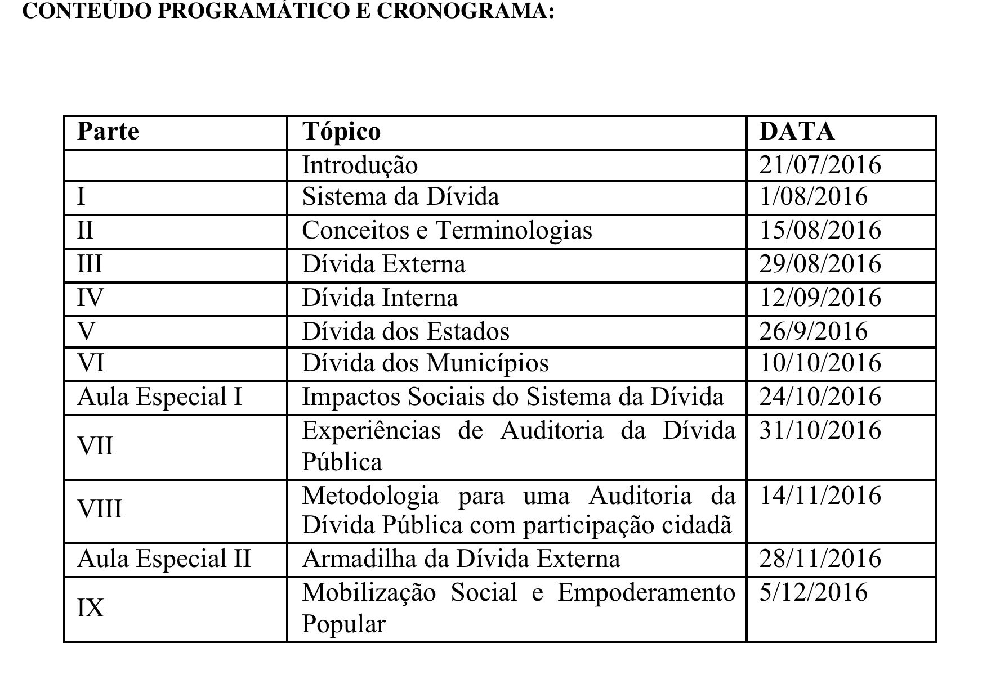 CONTEÚDO PROGRAMÁTICO E CRONOGRAMA:
Parte Tópico DATA
Introdução 21/07/2016
I Sistema da Dívida 1/08/2016
II Conceitos e Terminologias 15/08/2016
III Dívida Externa 29/08/2016
IV Dívida Interna 12/09/2016
V Dívida dos Estados 26/9/2016
VI Dívida dos Municípios 10/10/2016
Aula Especial I Impactos Sociais do Sistema da Dívida 24/10/2016
VII Experiências de Auditoria da Dívida 31/10/2016
Pública
VIII Metodologia para uma Auditoria da 14/11/2016
Dívida Pública com participação cidadã
Aula Especial II Armadilha da Dívida Externa 28/11/2016
IX Mobilização Social e Empoderamento 5/12/2016
Popular